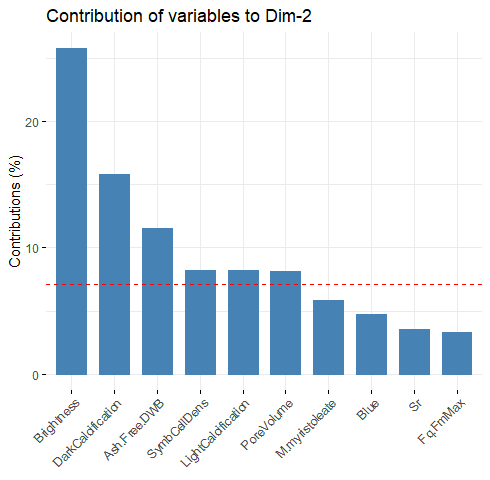 Contribution of variables to Dim-2
Contributions (%)
20
10
0
Brightness
DarkCalcification
Ash.Free.DWB
SymbCellDens
LightCalcification
PoreVolume
M.myristoleate
Blue
Sr
Fq.FmMax